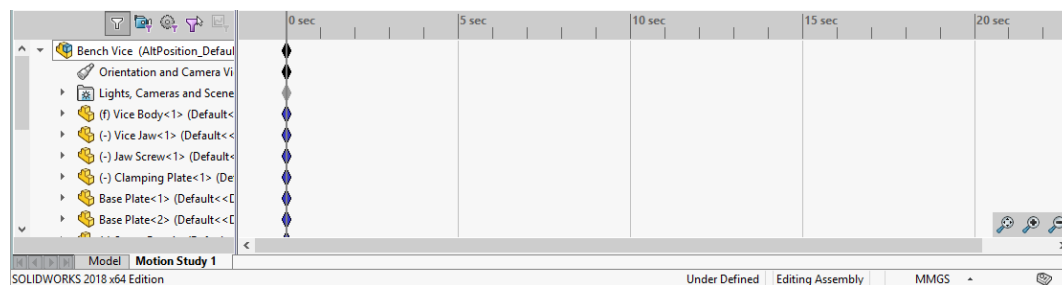 0 sec 5 sec 10 sec 15 sec 20 sec
Bench Vice (AltPosition_Defaul
Orientation and Camera Vi
Lights, Cameras and Scene
(f) Vice Body<1> (Default<
(-) Vice Jaw<1> (Default<<
(-) Jaw Screw<1> (Default<
(-) Clamping Plate<1> (De
Base Plate<1> (Default<<D
Base Plate<2> (Default<<D
Model Motion Study 1
SOLIDWORKS 2018 x64 Edition Under Defined Editing Assembly MMGS